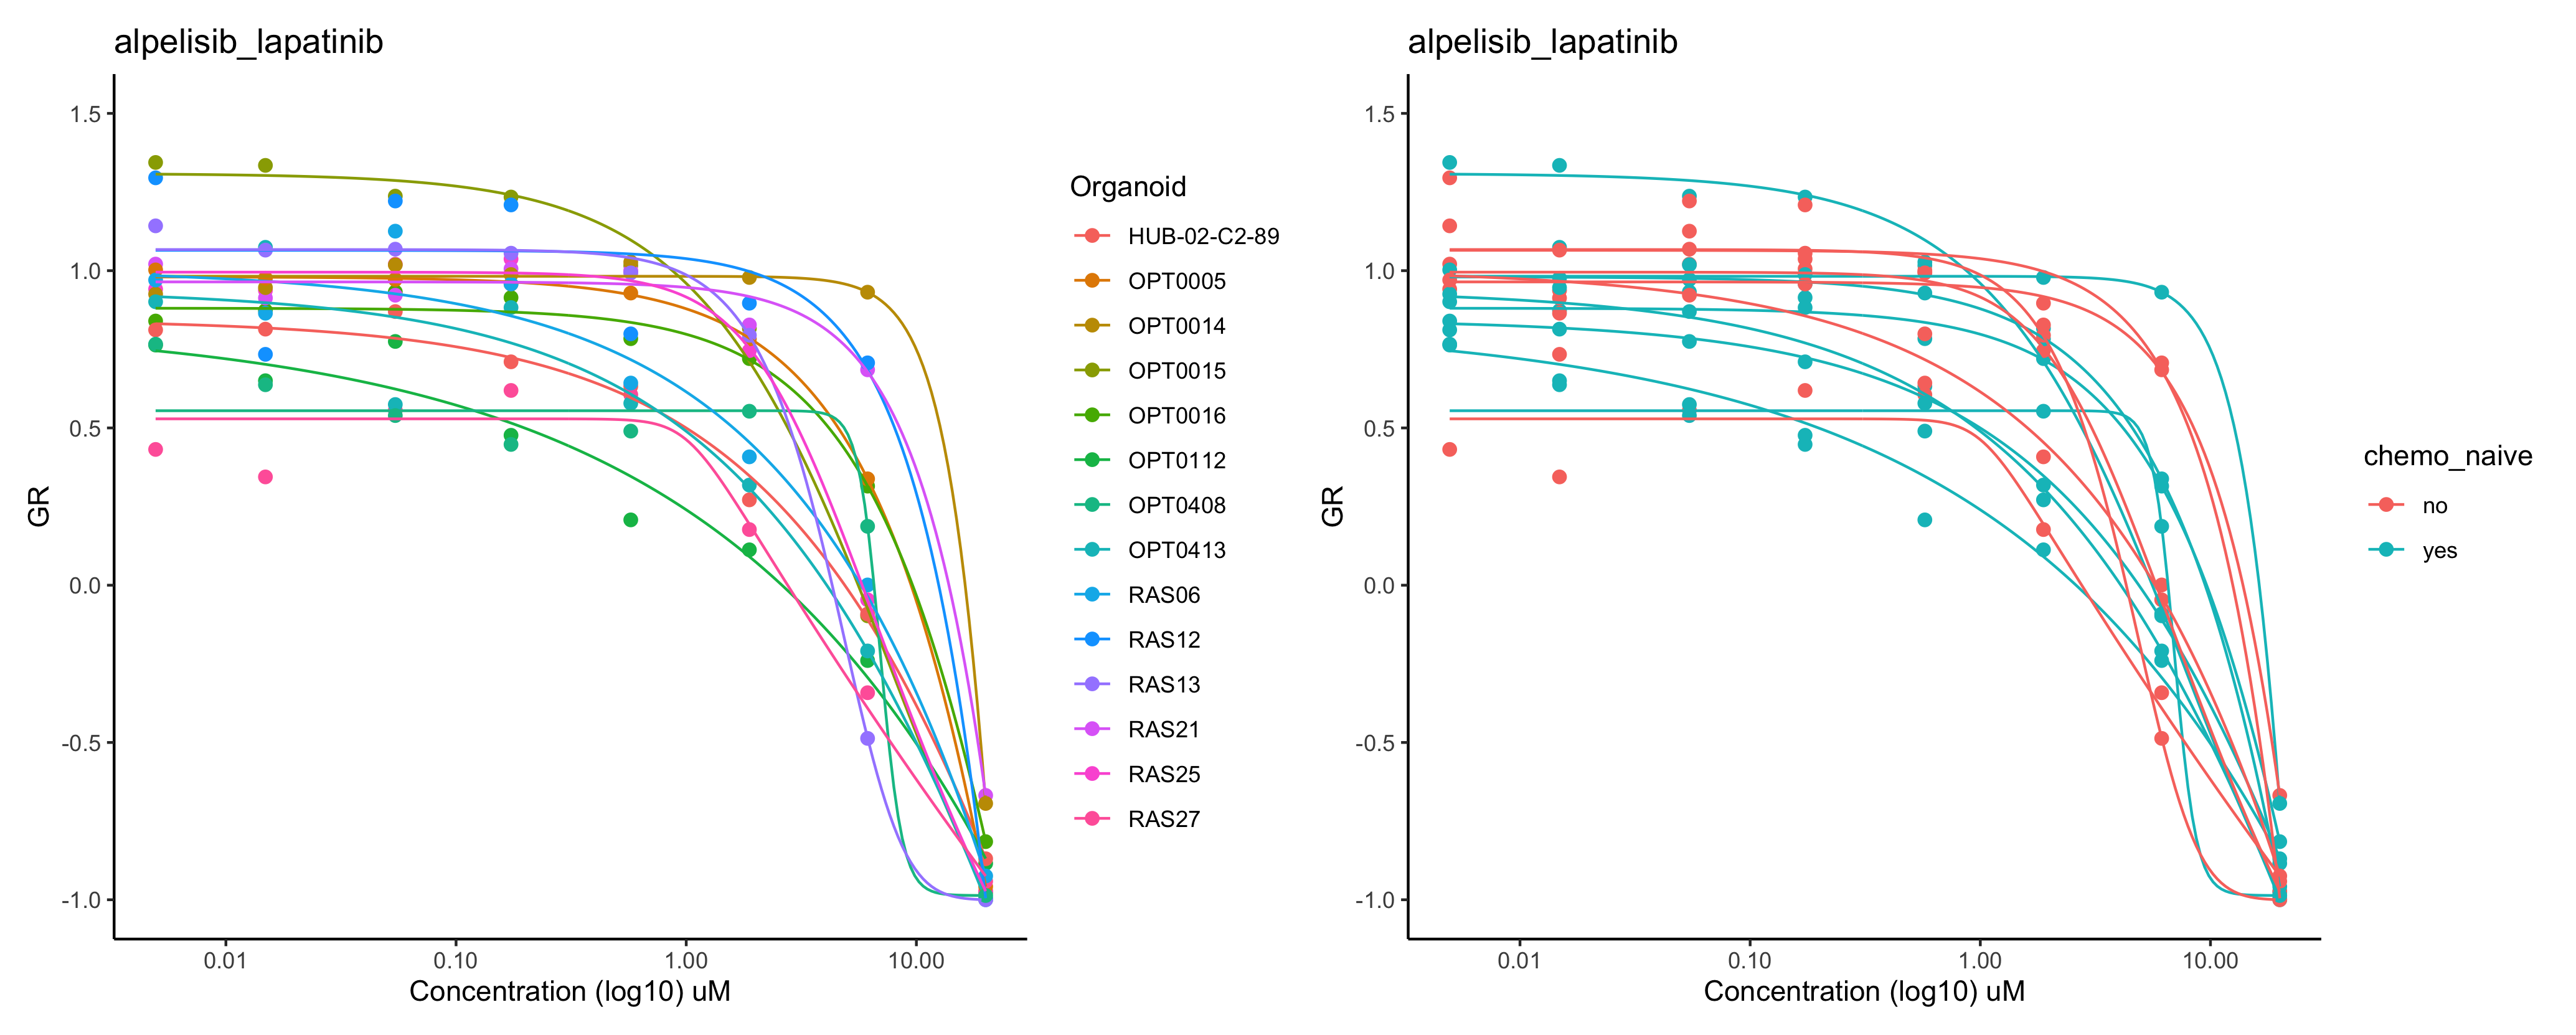 alpelisib_lapatinib
1.5
1.0
0.5
0.0
-0.5
-1.0
GR
0.01 0.10 1.00 10.00
Concentration (log10) uM
Organoid
HUB-02-C2-89
OPT0005
OPT0014
OPT0015
OPT0016
OPT0112
OPT0408
OPT0413
RAS06
RAS12
RAS13
RAS21
RAS25
RAS27
alpelisib_lapatinib
1.5
1.0
0.5
0.0
-0.5
-1.0
GR
0.01 0.10 1.00 10.00
Concentration (log10) uM
chemo_naive
no
yes